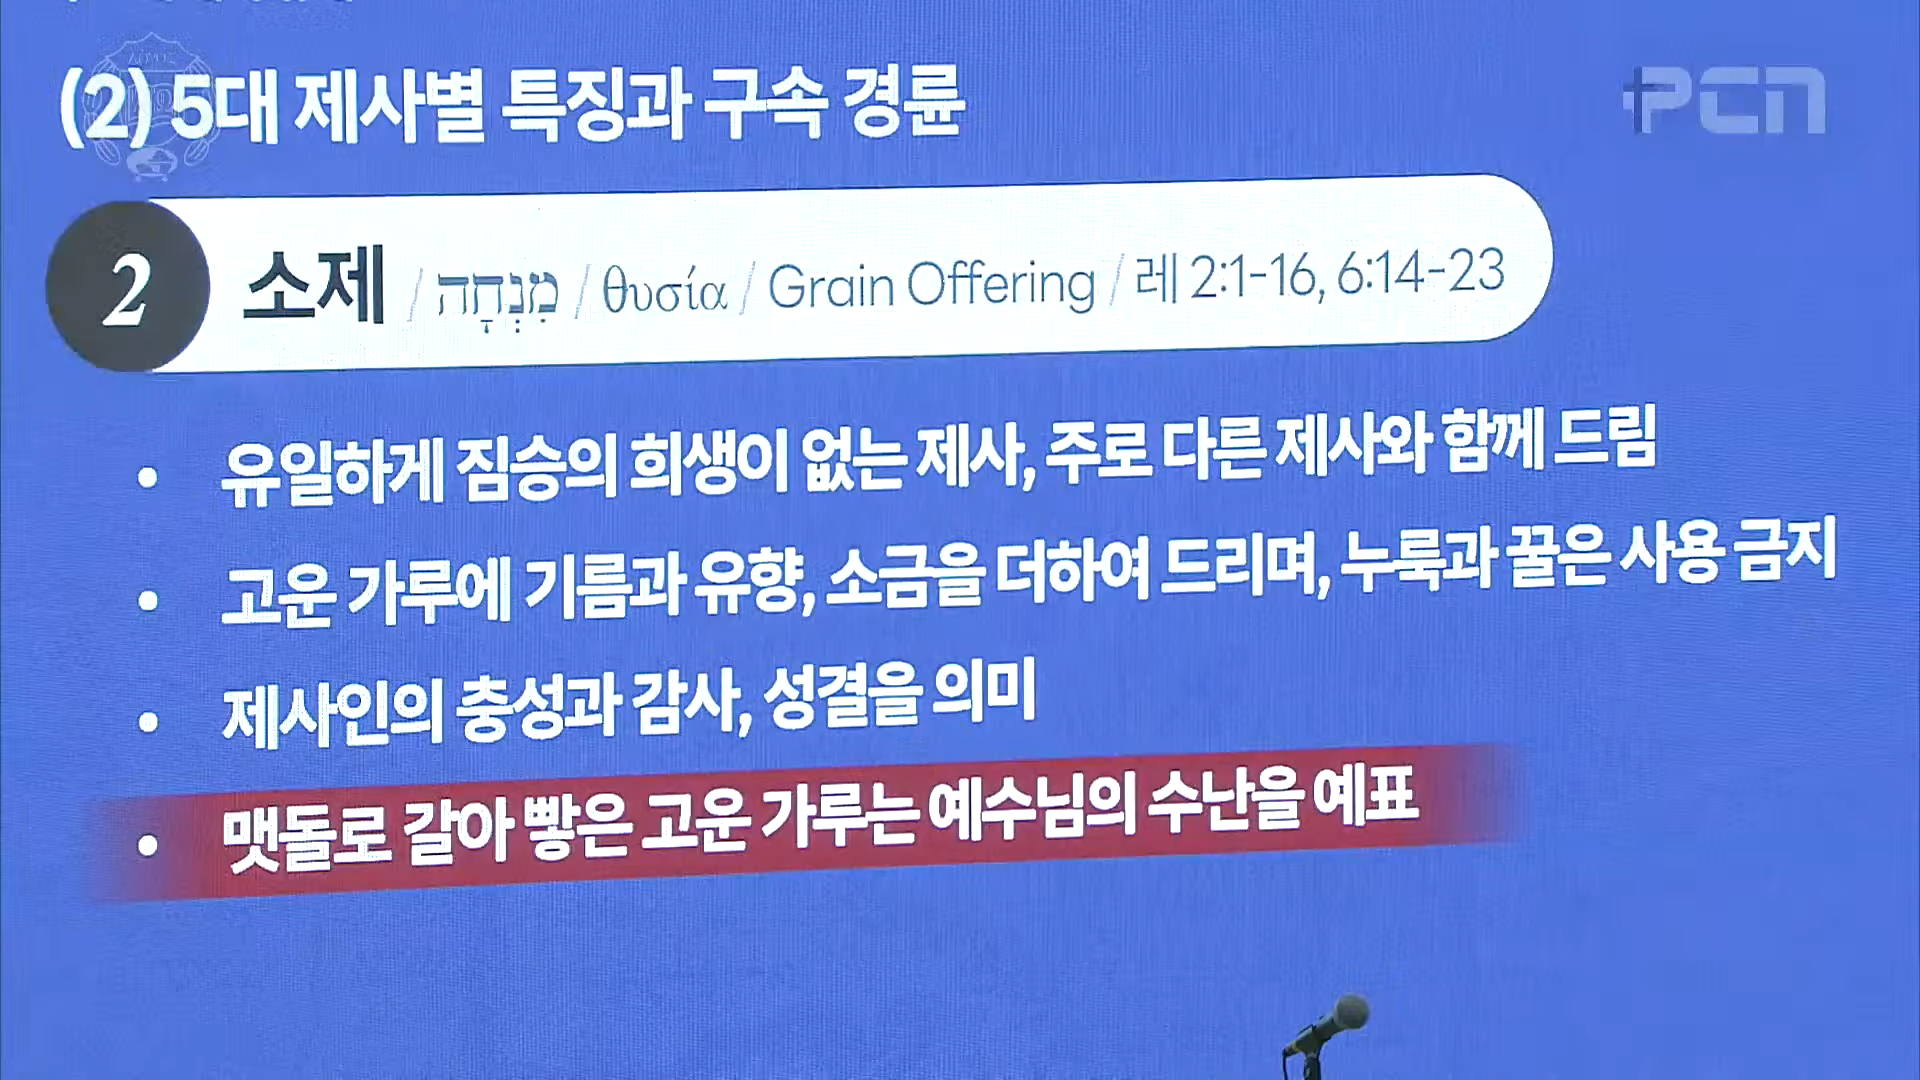 (2) 5대 제사별 특징과 구속 경륜
PCN
2 소제 / מִנְחָה / θυσία / Grain Offering / 레 2:1-16, 6:14-23
• 유일하게 짐승의 희생이 없는 제사, 주로 다른 제사와 함께 드림
• 고운 가루에 기름과 유향, 소금을 더하여 드리며, 누룩과 꿀은 사용 금지
• 제사인의 충성과 감사, 성결을 의미
• 맷돌로 갈아 빻은 고운 가루는 예수님의 수난을 예표